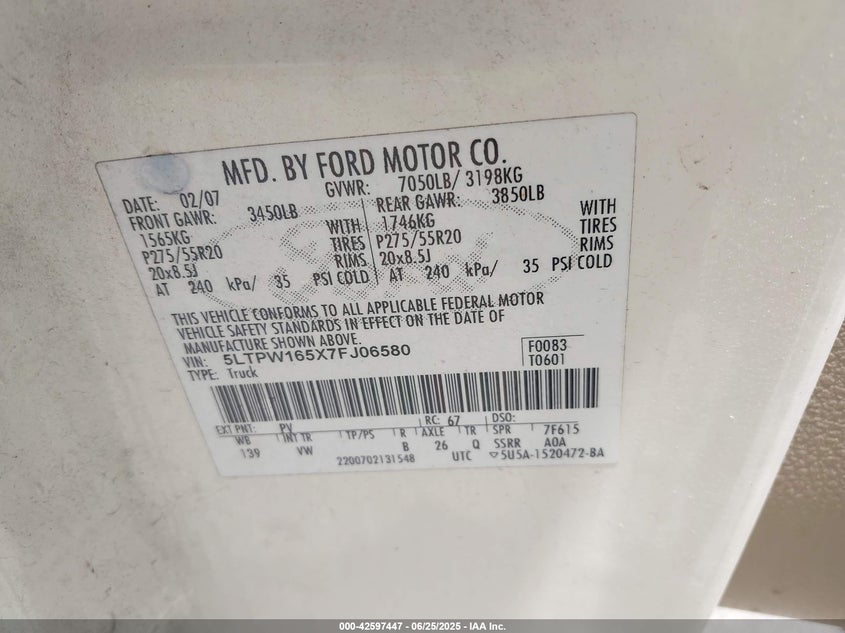 MFD. BY FORD MOTOR CO.
DATE: 02/07 GVWR: 7050LB/ 3198KG
FRONT GAWR: 3450LB REAR GAWR: 3850LB
1565KG WITH 1746KG WITH
P275/55R20 TIRES P275/55R20 TIRES
20x8.5J RIMS 20x8.5J RIMS
AT 240 kPa/ 35 PSI COLD AT 240 kPa/ 35 PSI COLD
THIS VEHICLE CONFORMS TO ALL APPLICABLE FEDERAL MOTOR
VEHICLE SAFETY STANDARDS IN EFFECT ON THE DATE OF
MANUFACTURE SHOWN ABOVE.
VIN: 5LTPW165X7FJ06580 F0083
TYPE: Truck T0601
EXT PNT: PV RC: 67 DSO:
WB INT TR TP/PS R AXLE TR SPR 7F615
139 VW B 26 Q SSRR AOA
2200702131548 UTC ▽5U5A-1520472-BA
000-42597447 - 06/25/2025 - IAA Inc.